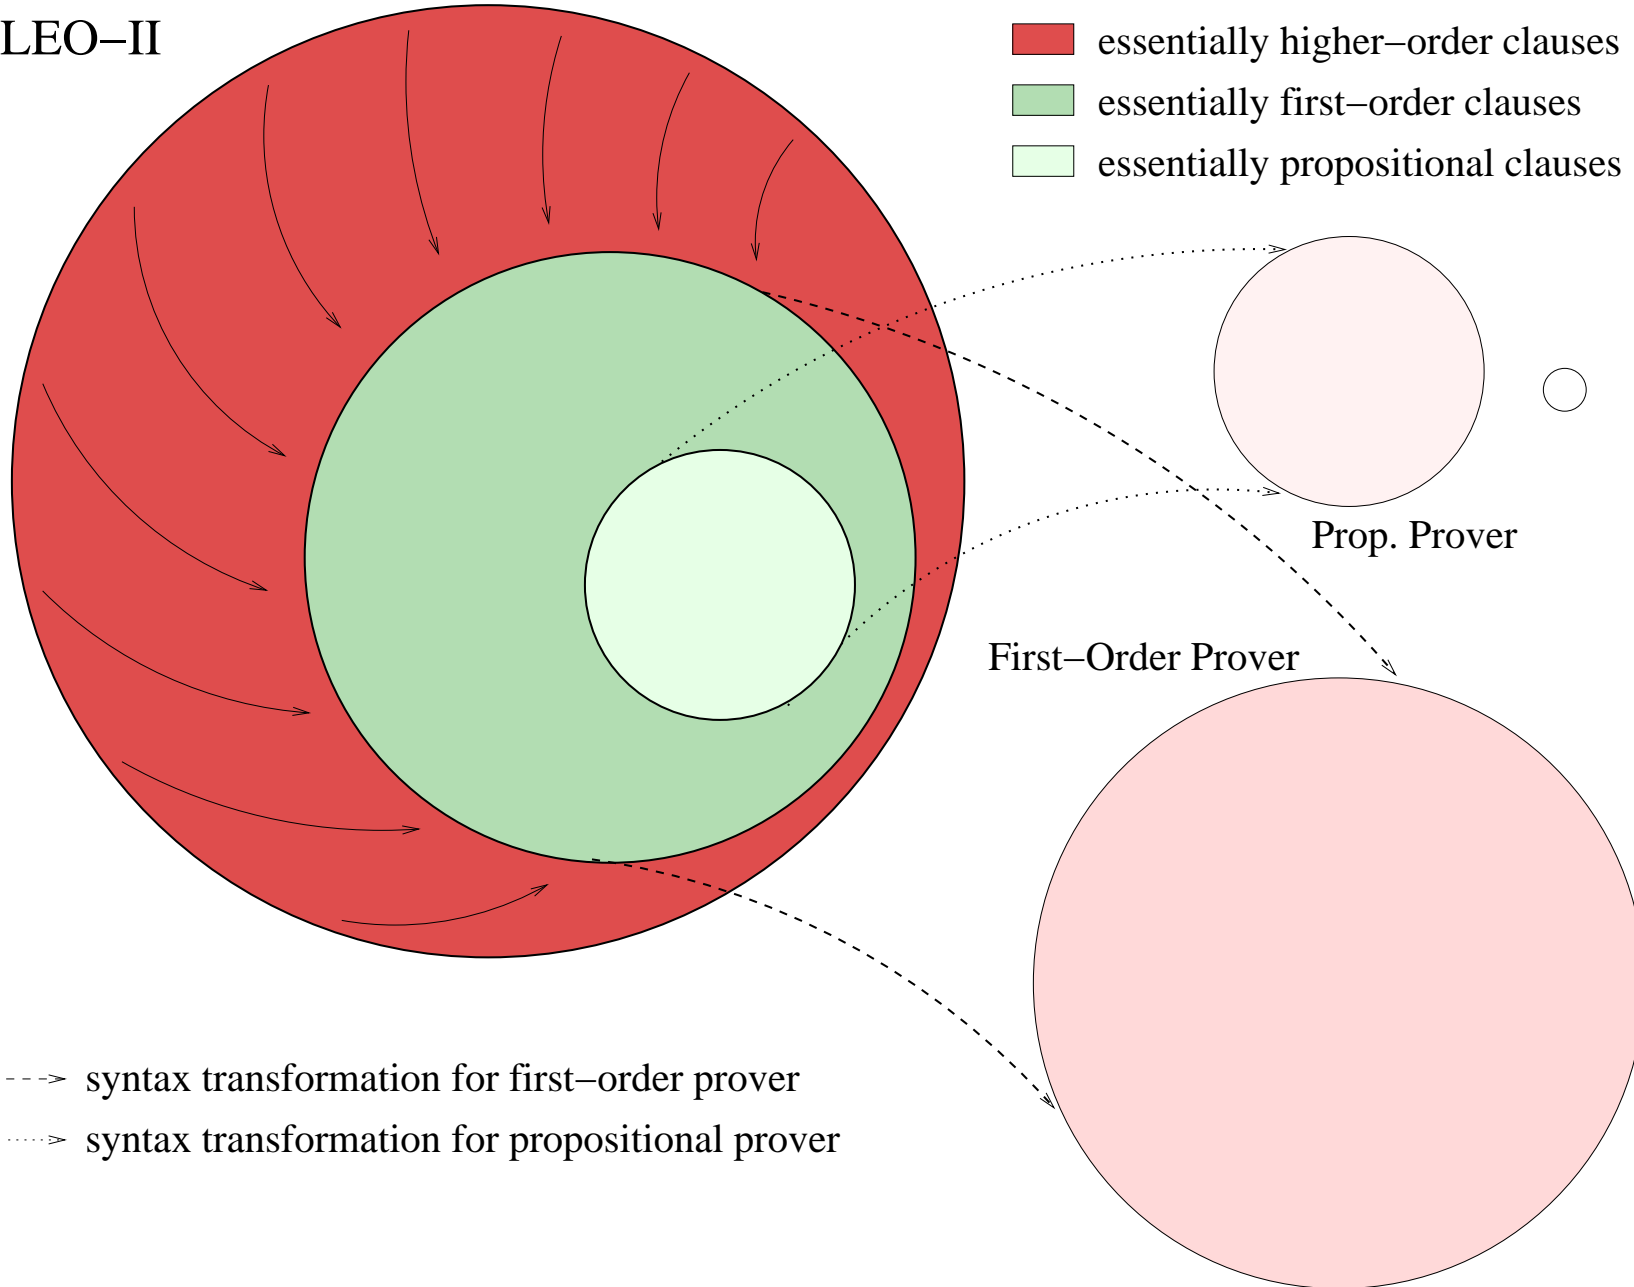 LEO−II
essentially higher−order clauses
essentially first−order clauses
essentially propositional clauses
Prop. Prover
First−Order Prover
syntax transformation for first−order prover
syntax transformation for propositional prover